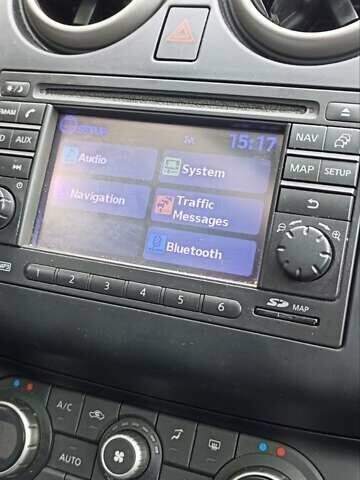 NAV
AUX
MAP SETUP
SETUP
15:17
Audio
System
Navigation
Traffic
Messages
Bluetooth
1 2 3 4 5 6
SD MAP
A/C
AUTO